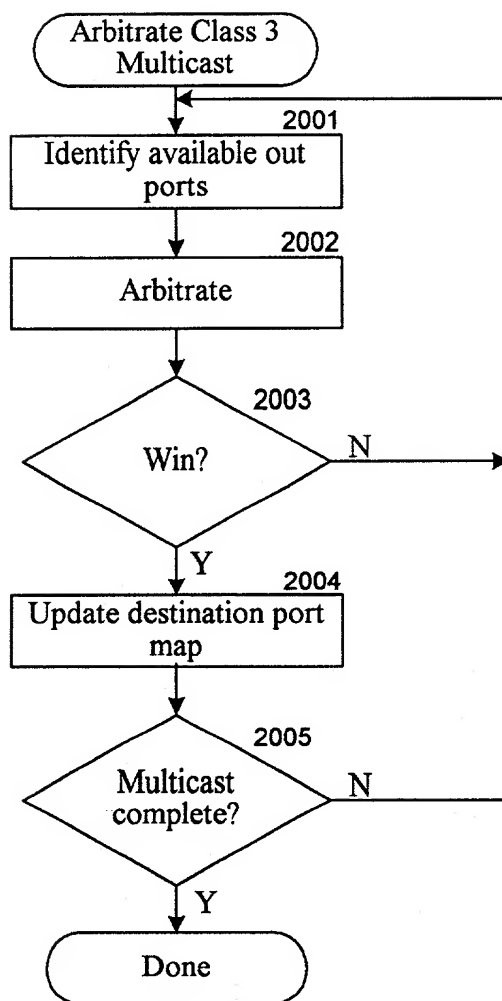 Arbitrate Class 3
Multicast
2001
Identify available out
ports
2002
Arbitrate
2003
Win?
N
Y
2004
Update destination port
map
2005
Multicast
complete?
N
Y
Done